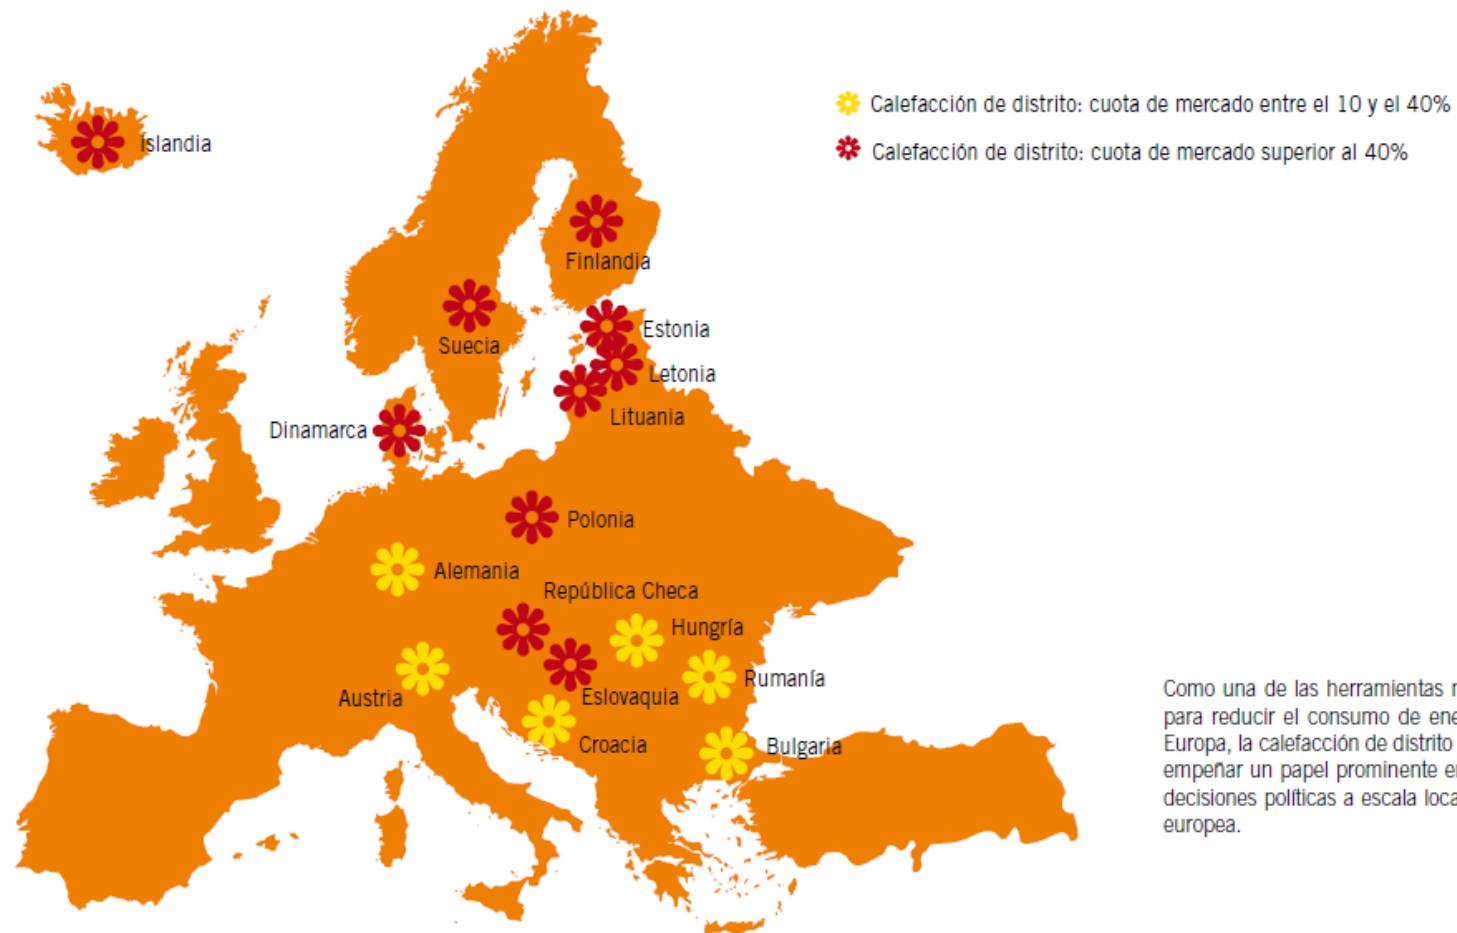 Calefacción de distrito: cuota de mercado entre el 10 y el 40%
Calefacción de distrito: cuota de mercado superior al 40%
Islandia
Finlandia
Suecia
Estonia
Letonia
Lituania
Dinamarca
Polonia
Alemania
República Checa
Hungría
Rumanía
Austria
Eslovaquia
Croacia
Bulgaria
Como una de las herramientas
para reducir el consumo de
Europa, la calefacción de distrito
empeñar un papel prominente
decisiones políticas a escala
europea.